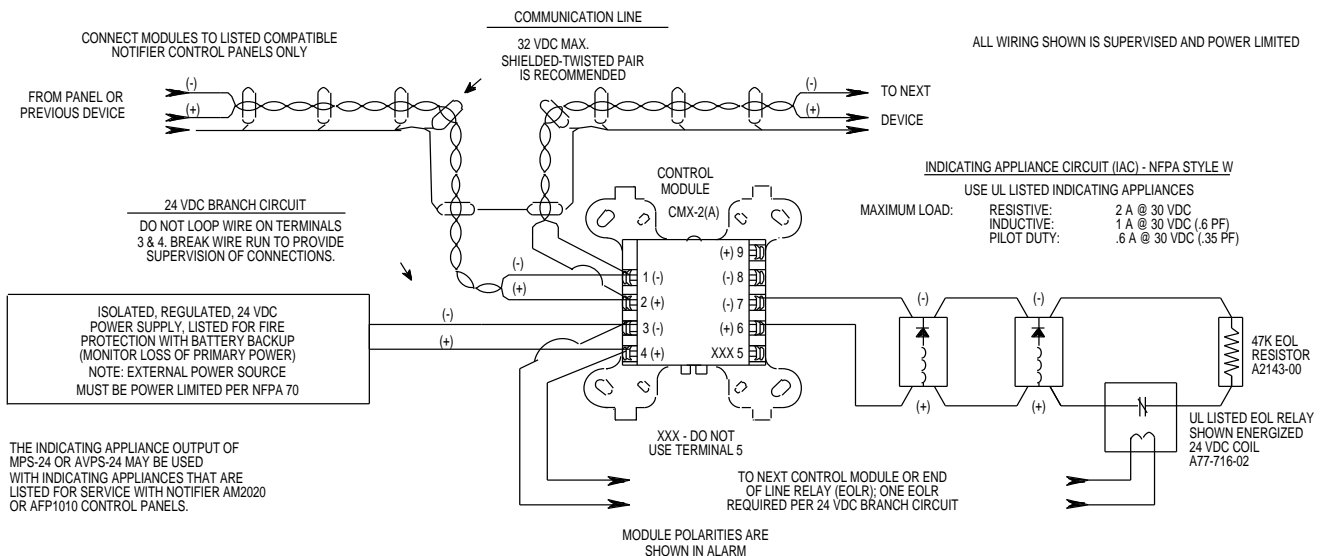 COMMUNICATION LINE
CONNECT MODULES TO LISTED COMPATIBLE
NOTIFIER CONTROL PANELS ONLY
32 VDC MAX.
SHIELDED-TWISTED PAIR
IS RECOMMENDED
ALL WIRING SHOWN IS SUPERVISED AND POWER LIMITED
(-)
FROM PANEL OR
PREVIOUS DEVICE
(+)
(-)
TO NEXT
(+)
DEVICE
INDICATING APPLIANCE CIRCUIT (IAC) - NFPA STYLE W
USE UL LISTED INDICATING APPLIANCES
MAXIMUM LOAD: RESISTIVE: 2 A @ 30 VDC
INDUCTIVE: 1 A @ 30 VDC (.6 PF)
PILOT DUTY: .6 A @ 30 VDC (.35 PF)
CONTROL
MODULE
CMX-2(A)
24 VDC BRANCH CIRCUIT
DO NOT LOOP WIRE ON TERMINALS
3 & 4. BREAK WIRE RUN TO PROVIDE
SUPERVISION OF CONNECTIONS.
(-)
(+)
1 (-)
2 (+)
3 (-)
4 (+)
(+) 9
(-) 8
(-) 7
(+) 6
XXX 5
ISOLATED, REGULATED, 24 VDC
POWER SUPPLY, LISTED FOR FIRE
PROTECTION WITH BATTERY BACKUP
(MONITOR LOSS OF PRIMARY POWER)
NOTE: EXTERNAL POWER SOURCE
MUST BE POWER LIMITED PER NFPA 70
(-)
(+)
(-)
(-)
(+)
(+)
47K EOL
RESISTOR
A2143-00
UL LISTED EOL RELAY
SHOWN ENERGIZED
24 VDC COIL
A77-716-02
XXX - DO NOT
USE TERMINAL 5
THE INDICATING APPLIANCE OUTPUT OF
MPS-24 OR AVPS-24 MAY BE USED
WITH INDICATING APPLIANCES THAT ARE
LISTED FOR SERVICE WITH NOTIFIER AM2020
OR AFP1010 CONTROL PANELS.
TO NEXT CONTROL MODULE OR END
OF LINE RELAY (EOLR); ONE EOLR
REQUIRED PER 24 VDC BRANCH CIRCUIT
MODULE POLARITIES ARE
SHOWN IN ALARM